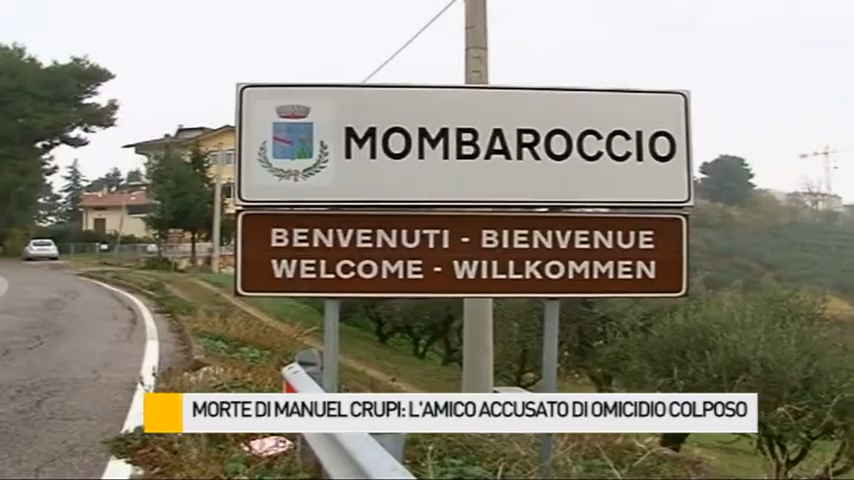 MOMBAROCCIO
BENVENUTI - BIENVENUE
WELCOME - WILLKOMMEN
MORTE DI MANUEL CRUPI: L'AMICO ACCUSATO DI OMICIDIO COLPOSO